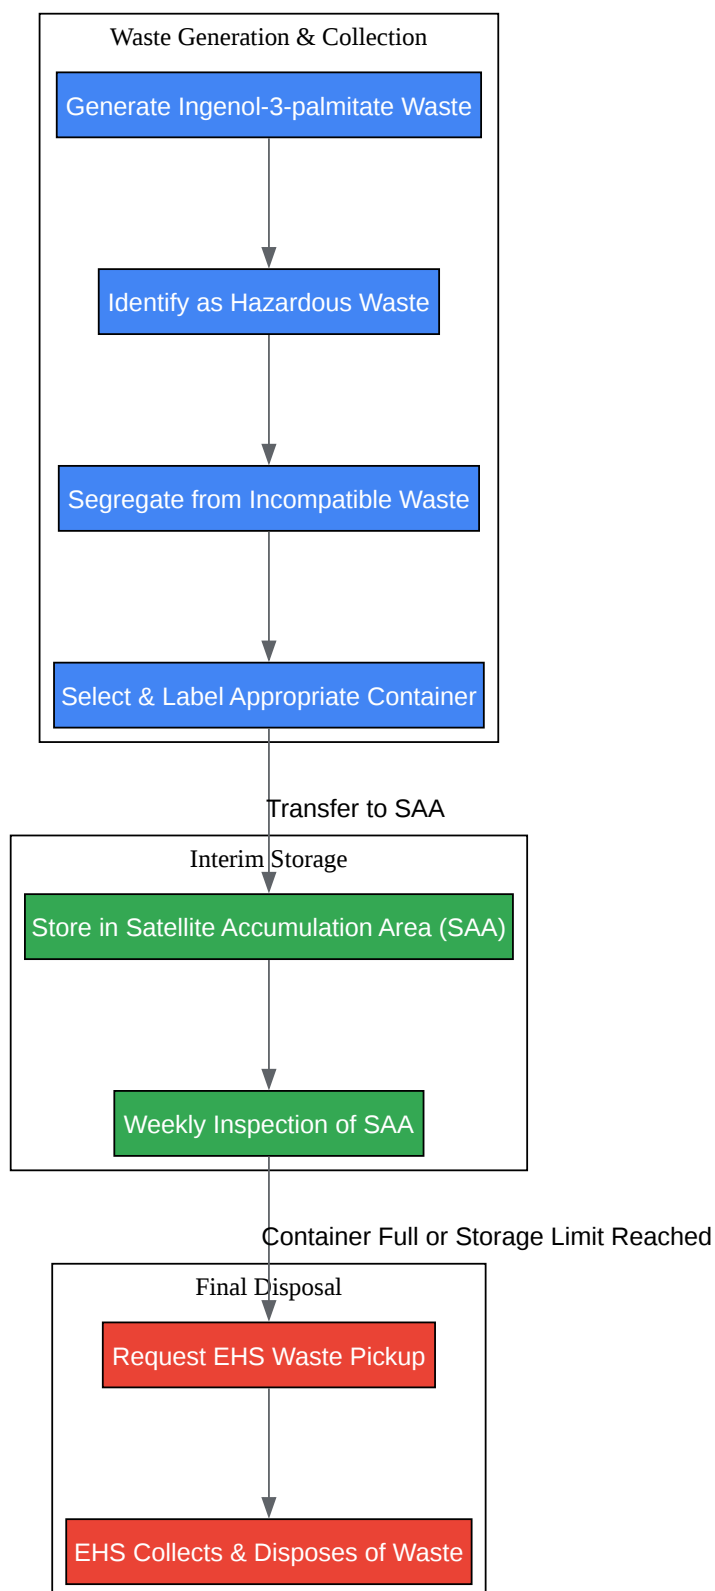 Waste Generation & Collection
Generate Ingenol-3-palmitate Waste
Identify as Hazardous Waste
Segregate from Incompatible Waste
Select & Label Appropriate Container
Transfer to SAA
Interim Storage
Store in Satellite Accumulation Area (SAA)
Weekly Inspection of SAA
Container Full or Storage Limit Reached
Final Disposal
Request EHS Waste Pickup
EHS Collects & Disposes of Waste